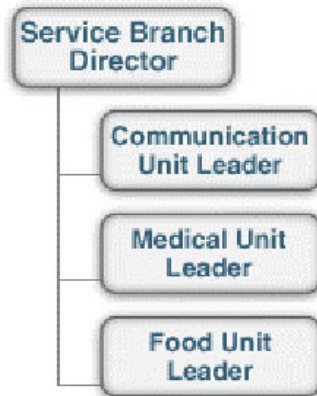 Service Branch
Director
Communication
Unit Leader
Medical Unit
Leader
Food Unit
Leader